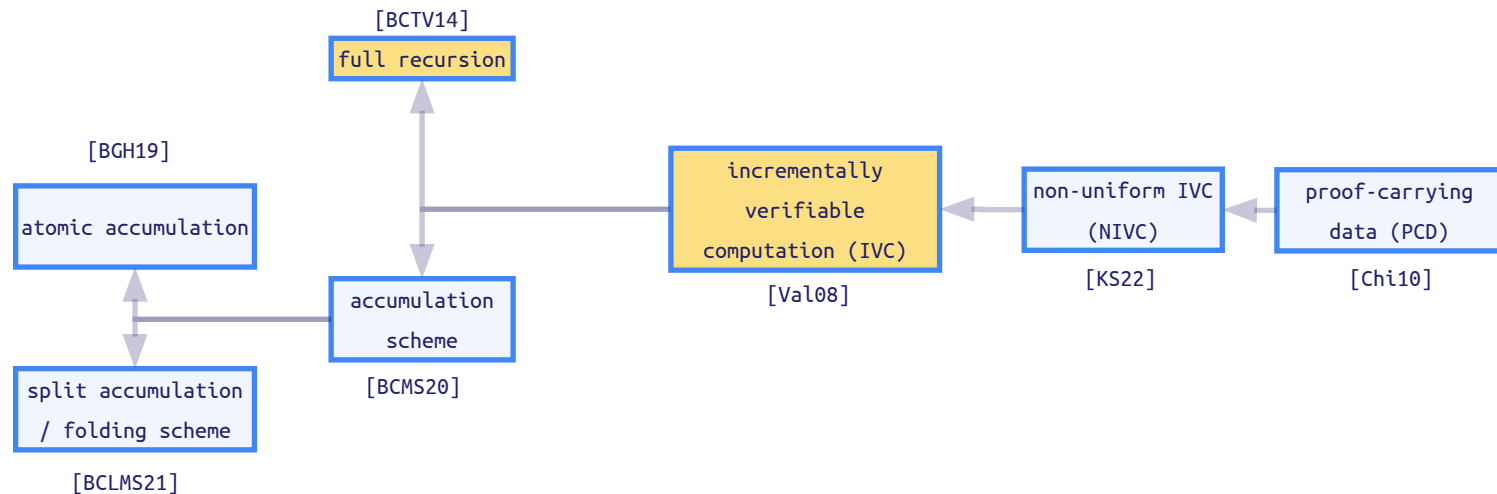 [BCTV14]
full recursion
[BGH19]
atomic accumulation
split accumulation
/ folding scheme
[BCLMS21]
accumulation
scheme
[BCMS20]
incrementally
verifiable
computation (IVC)
[Val08]
non-uniform IVC
(NIVC)
[KS22]
proof-carrying
data (PCD)
[Chi10]